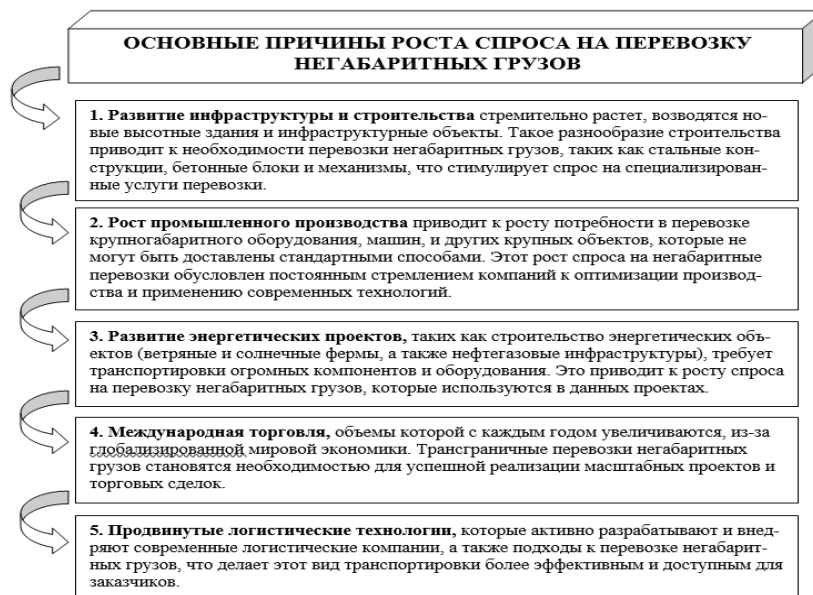 ОСНОВНЫЕ ПРИЧИНЫ РОСТА СПРОСА НА ПЕРЕВОЗКУ
НЕГАБАРИТНЫХ ГРУЗОВ
1. Развитие инфраструктуры и строительства стремительно растет, возводятся но-
вые высотные здания и инфраструктурные объекты. Такое разнообразие строительства
приводит к необходимости перевозки негабаритных грузов, таких как стальные кон-
струкции, бетонные блоки и механизмы, что стимулирует спрос на специализирован-
ные услуги перевозки.
2. Рост промышленного производства приводит к росту потребности в перевозке
крупногабаритного оборудования, машин, и других крупных объектов, которые не
могут быть доставлены стандартными способами. Этот рост спроса на негабаритные
перевозки обусловлен постоянным стремлением компаний к оптимизации производ-
ства и применению современных технологий.
3. Развитие энергетических проектов, таких как строительство энергетических объ-
ектов (ветряные и солнечные фермы, а также нефтегазовые инфраструктуры), требует
транспортировки огромных компонентов и оборудования. Это приводит к росту спроса
на перевозку негабаритных грузов, которые используются в данных проектах.
4. Международная торговля, объемы которой с каждым годом увеличиваются, из-за
глобализированной мировой экономики. Трансграничные перевозки негабаритных
грузов становятся необходимостью для успешной реализации масштабных проектов и
торговых сделок.
5. Продвинутые логистические технологии, которые активно разрабатывают и внед-
ряют современные логистические компании, а также подходы к перевозке негабарит-
ных грузов, что делает этот вид транспортировки более эффективным и доступным для
заказчиков.